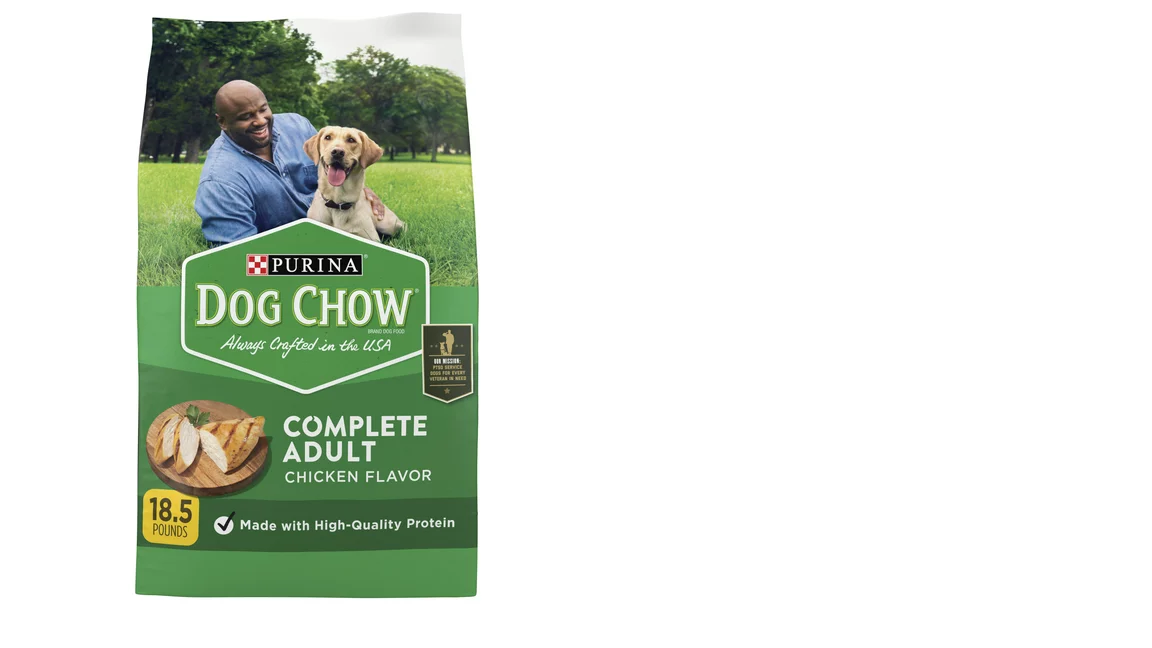 PURINA®
DOG CHOW®
BRAND DOG FOOD
Always Crafted in the USA
OUR MISSION:
PTSD SERVICE
DOGS FOR EVERY
VETERAN IN NEED
COMPLETE
ADULT
CHICKEN FLAVOR
18.5
POUNDS
Made with High-Quality Protein